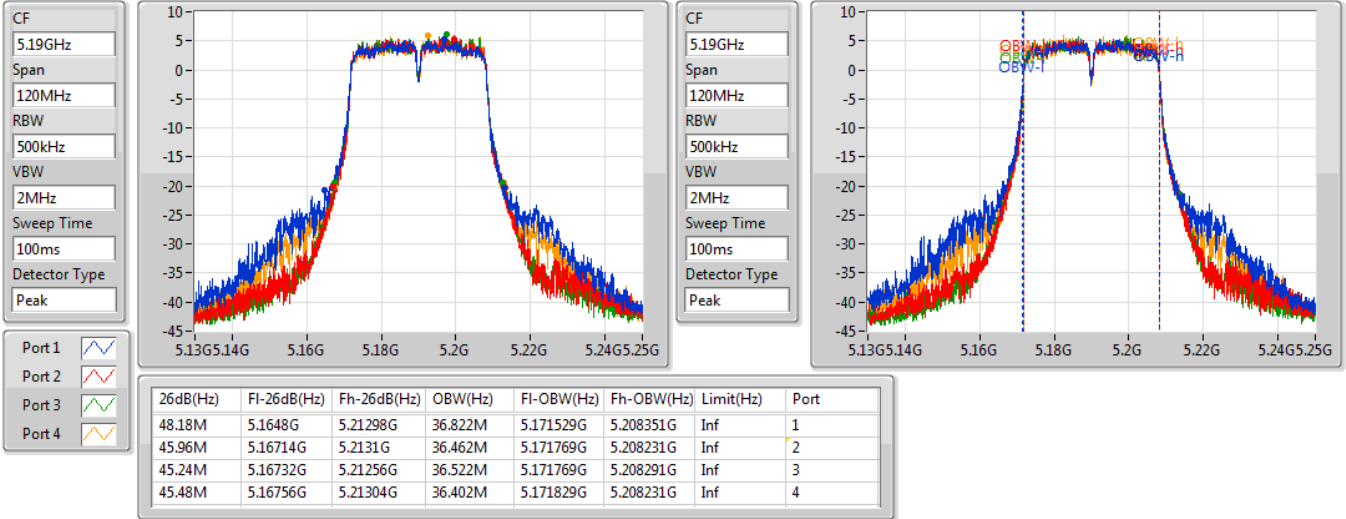 CF
5.19GHz
Span
120MHz
RBW
500kHz
VBW
2MHz
Sweep Time
100ms
Detector Type
Peak
10
5
0
-5
-10
-15
-20
-25
-30
-35
-40
-45
5.13G 5.14G 5.16G 5.18G 5.2G 5.22G 5.24G 5.25G
CF
5.19GHz
Span
120MHz
RBW
500kHz
VBW
2MHz
Sweep Time
100ms
Detector Type
Peak
10
5
0
-5
-10
-15
-20
-25
-30
-35
-40
-45
OBW-l
OBW-h
5.13G 5.14G 5.16G 5.18G 5.2G 5.22G 5.24G 5.25G
Port 1
Port 2
Port 3
Port 4
26dB(Hz) Fl-26dB(Hz) Fh-26dB(Hz) OBW(Hz) Fl-OBW(Hz) Fh-OBW(Hz) Limit(Hz) Port
48.18M 5.1648G 5.21298G 36.822M 5.171529G 5.208351G Inf 1
45.96M 5.16714G 5.2131G 36.462M 5.171769G 5.208231G Inf 2
45.24M 5.16732G 5.21256G 36.522M 5.171769G 5.208291G Inf 3
45.48M 5.16756G 5.21304G 36.402M 5.171829G 5.208231G Inf 4